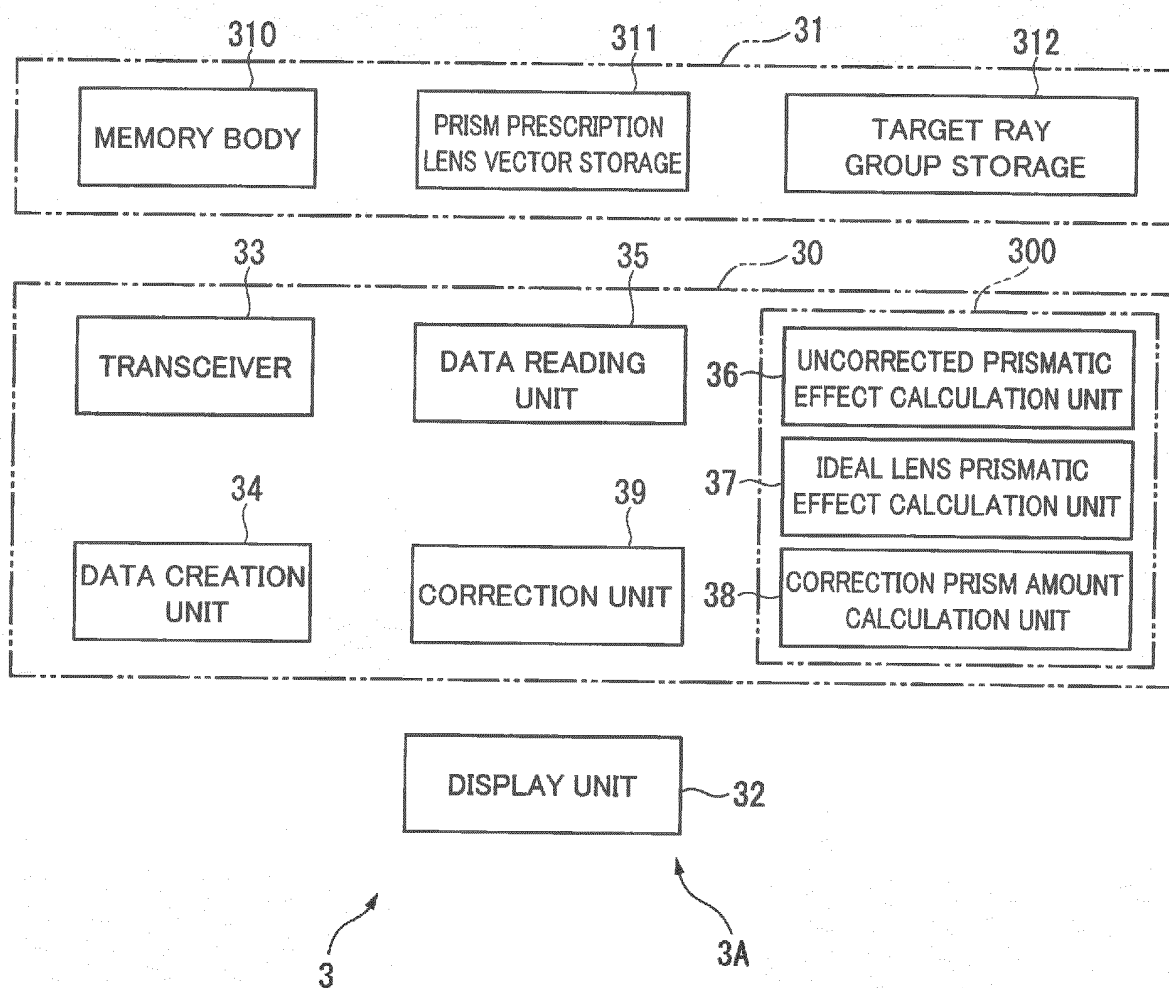 310
311
31
312
MEMORY BODY
PRISM PRESCRIPTION
LENS VECTOR STORAGE
TARGET RAY
GROUP STORAGE
33
35
30
300
TRANSCEIVER
DATA READING
UNIT
36
UNCORRECTED PRISMATIC
EFFECT CALCULATION UNIT
37
IDEAL LENS PRISMATIC
EFFECT CALCULATION UNIT
34
39
DATA CREATION
UNIT
CORRECTION UNIT
38
CORRECTION PRISM AMOUNT
CALCULATION UNIT
DISPLAY UNIT
32
3
3A